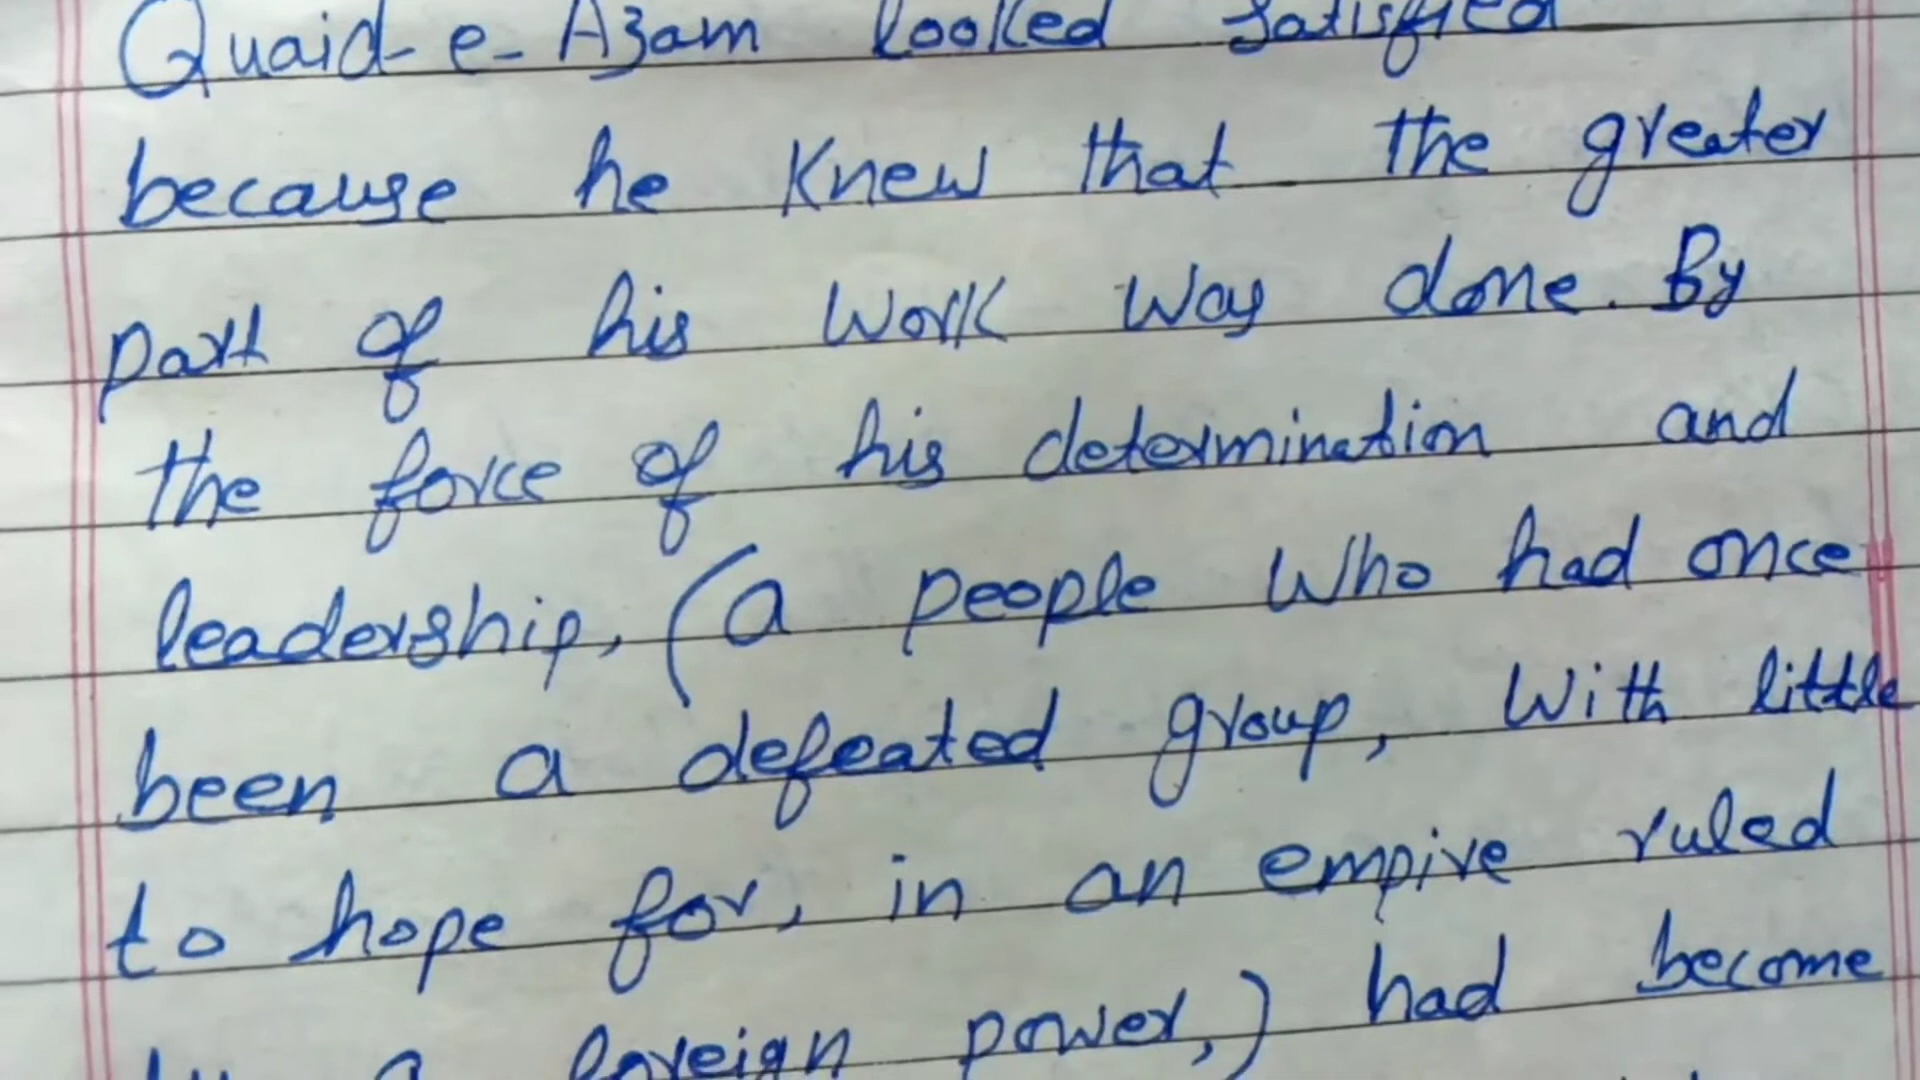 Quaid-e-Azam looked satisfied
because he knew that the greater
part of his work was done. By
the force of his determination and
leadership, (a people who had once
been a defeated group, with little
to hope for, in an empire ruled
by a foreign power,) had become